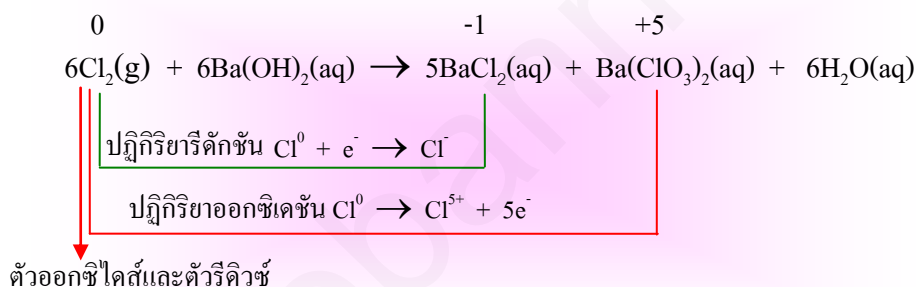 0 -1 +5
6Cl₂(g) + 6Ba(OH)₂(aq) → 5BaCl₂(aq) + Ba(ClO₃)₂(aq) + 6H₂O(aq)
ปฏิกิริยารีดักชัน Cl⁰ + e⁻ → Cl⁻
ปฏิกิริยาออกซิเดชัน Cl⁰ → Cl⁵⁺ + 5e⁻
ตัวออกซิไดส์และตัวรีดิวซ์